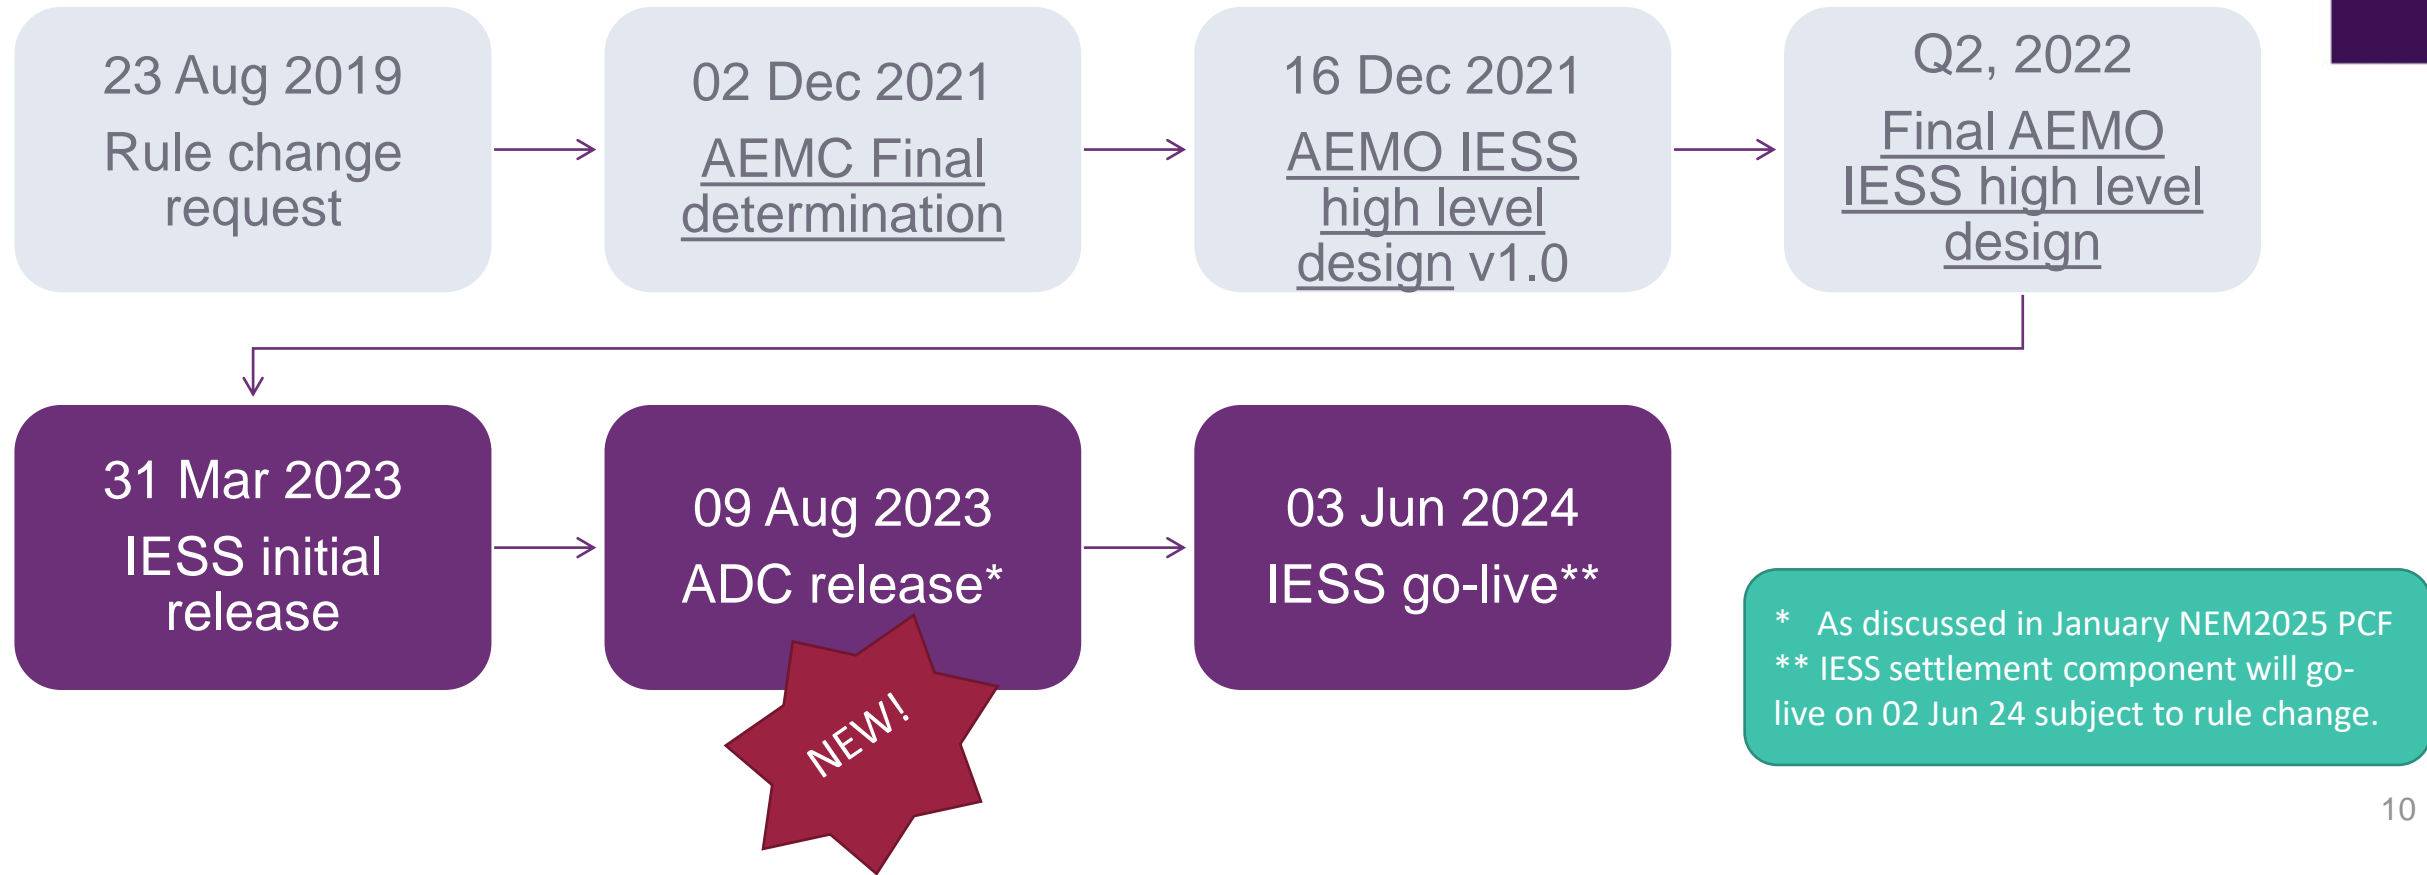 23 Aug 2019
Rule change
request
02 Dec 2021
AEMC Final
determination
16 Dec 2021
AEMO IESS
high level
design v1.0
Q2, 2022
Final AEMO
IESS high level
design
31 Mar 2023
IESS initial
release
09 Aug 2023
ADC release*
NEW!
03 Jun 2024
IESS go-live**
* As discussed in January NEM2025 PCF
** IESS settlement component will go-
live on 02 Jun 24 subject to rule change.
10